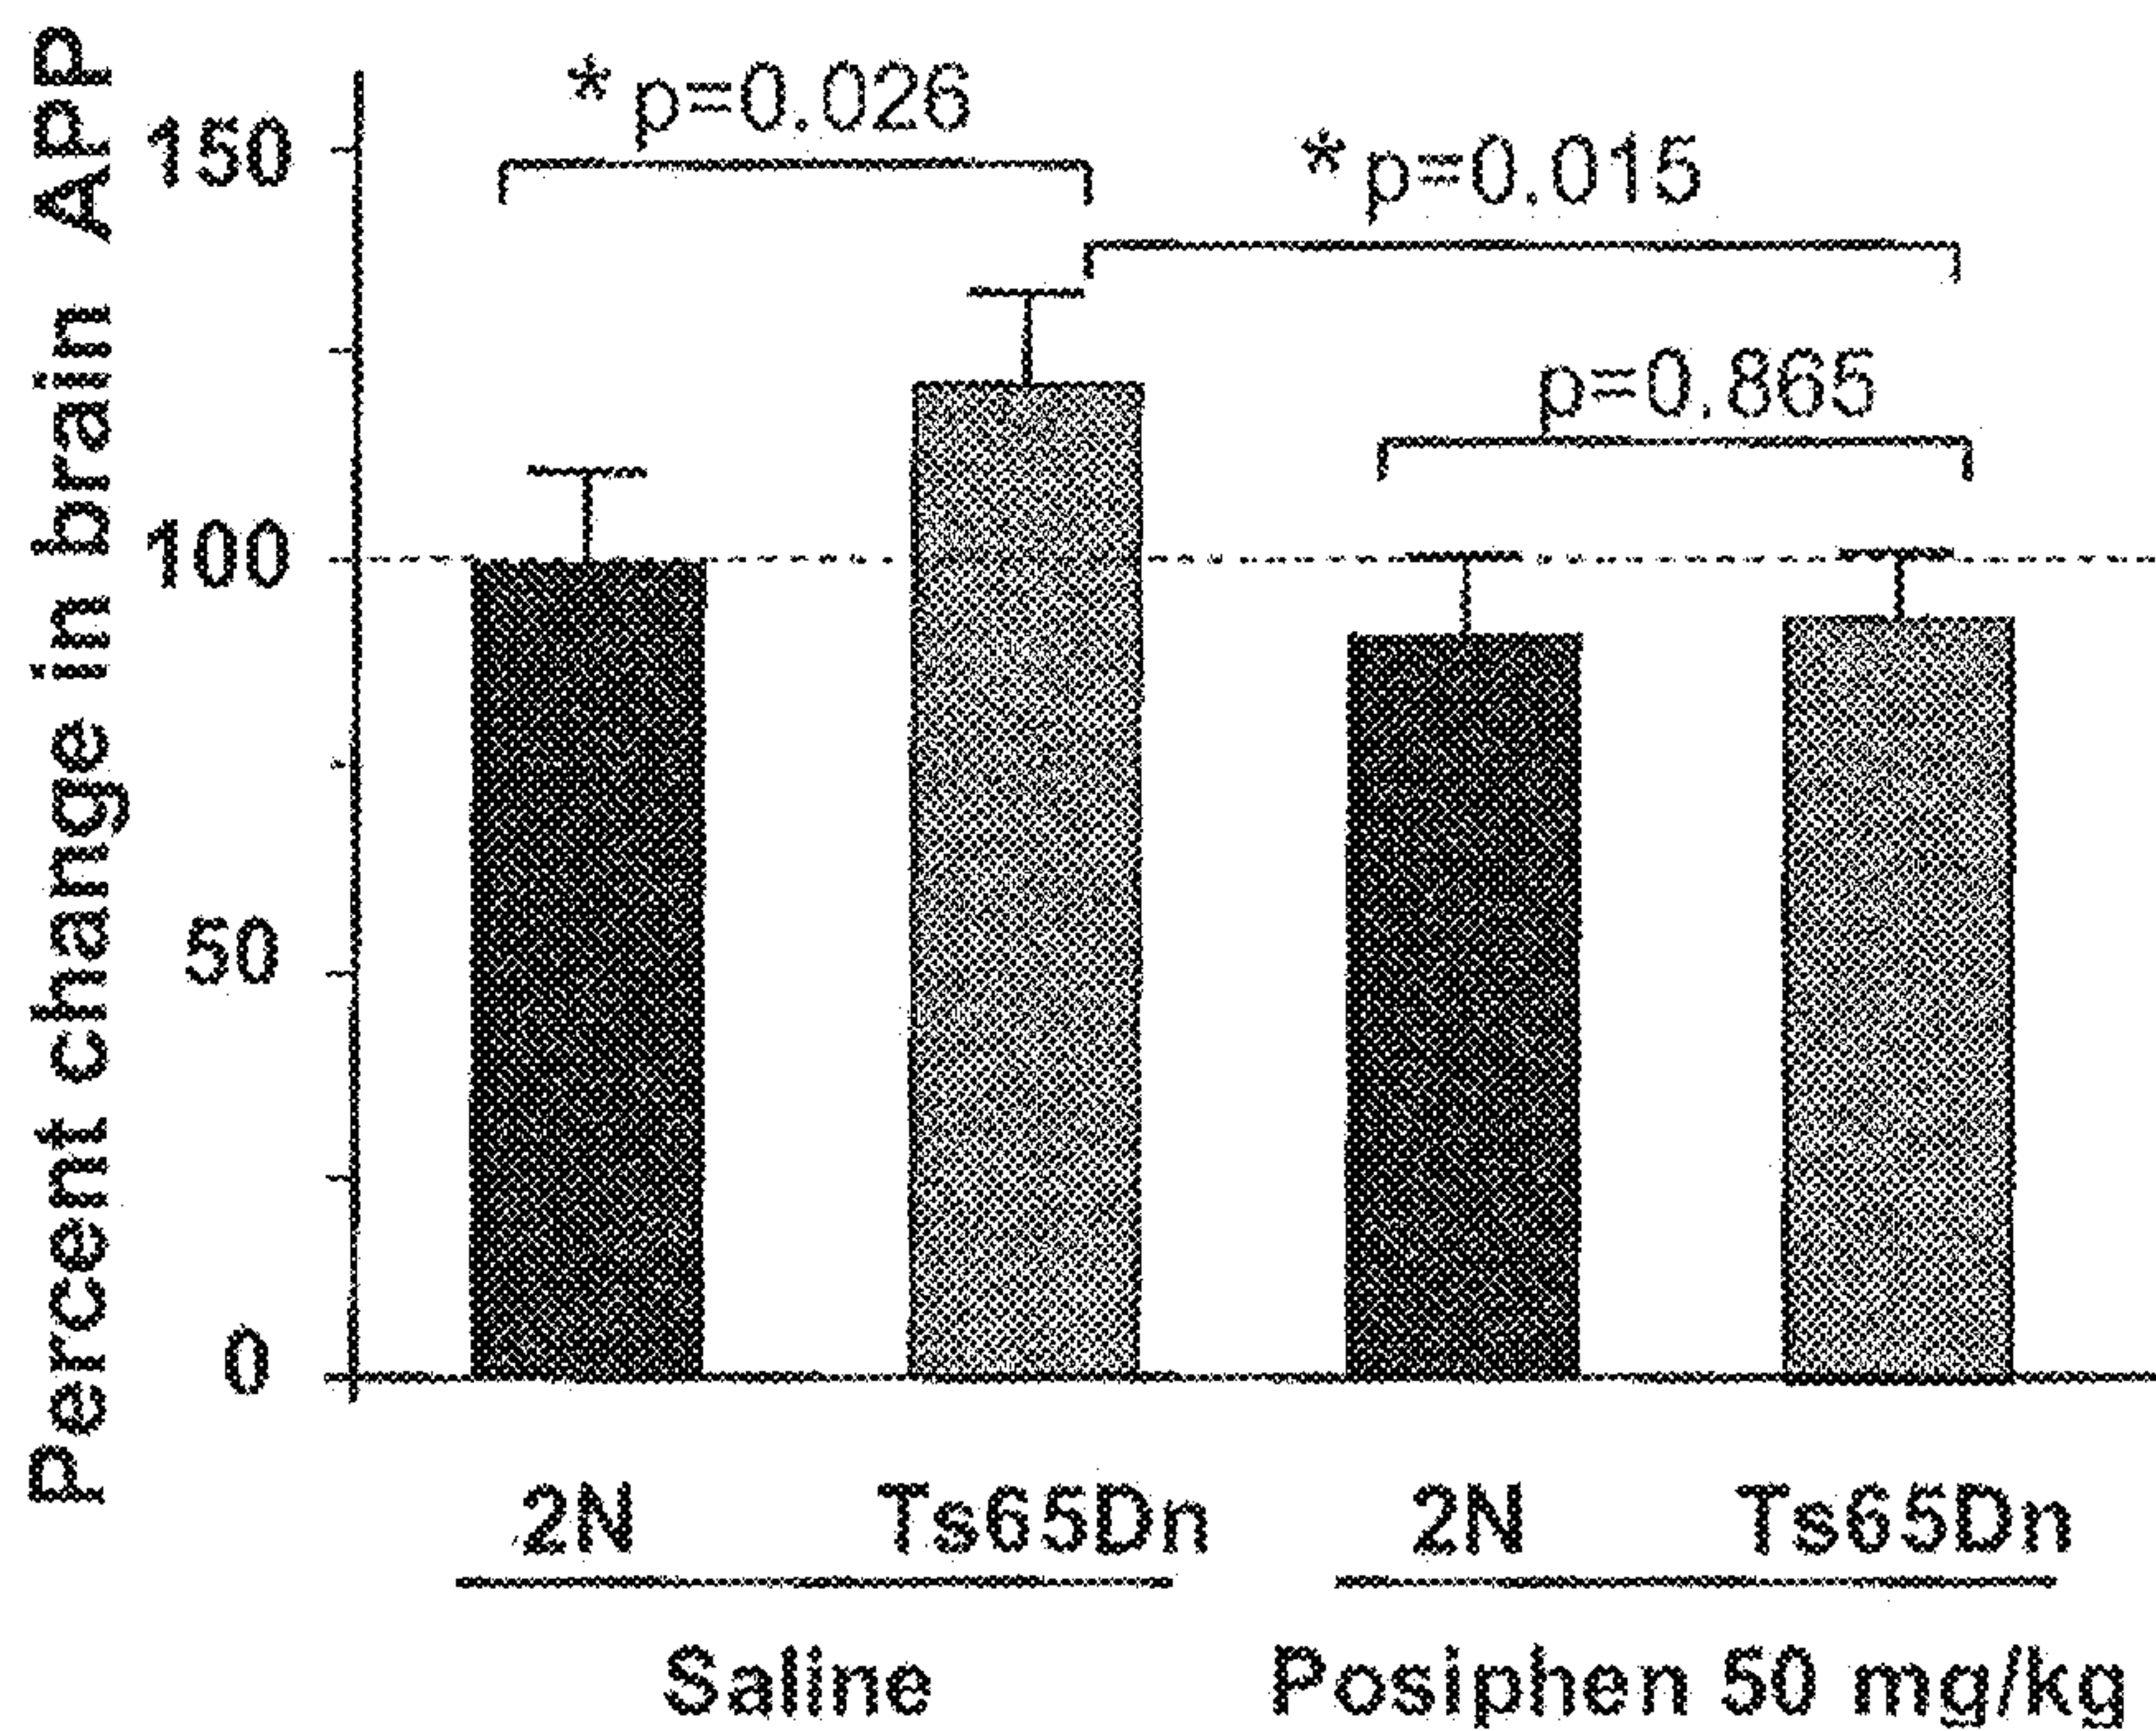 Percent change in brain APP
150
100
50
0
* p=0.026
* p=0.015
p=0.865
2N Ts65Dn 2N Ts65Dn
Saline Posiphen 50 mg/kg